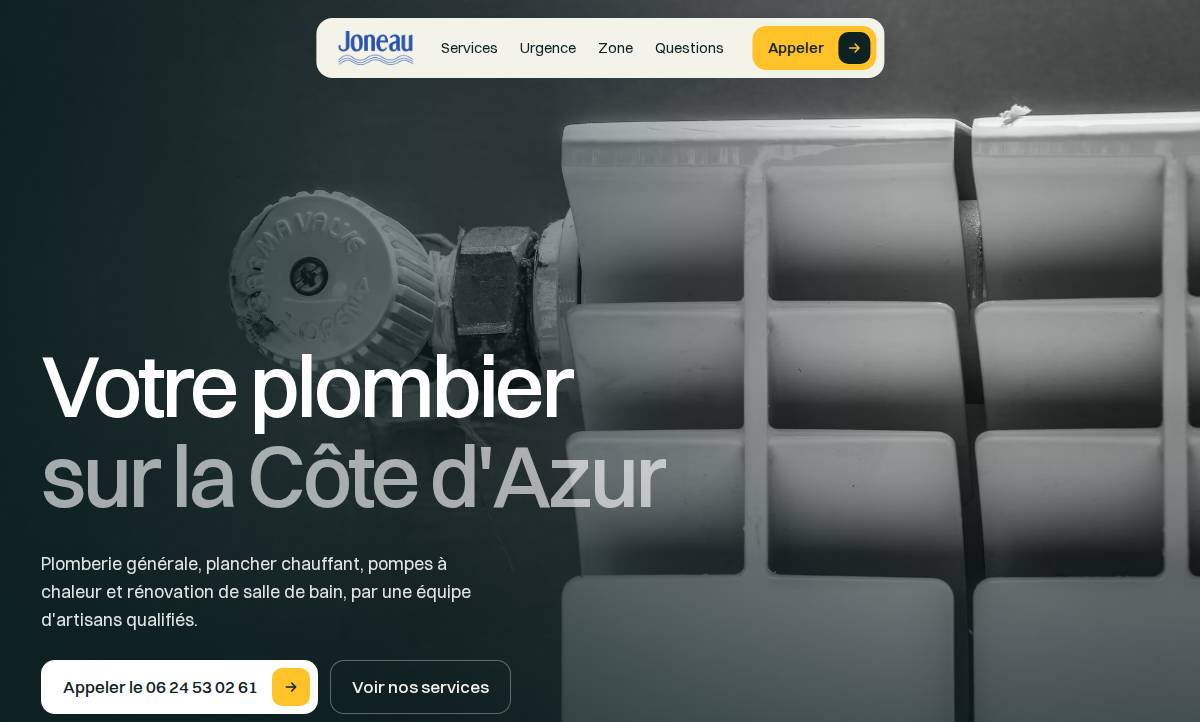 Joneau
Services
Urgence
Zone
Questions
Appeler
Votre plombier
sur la Côte d'Azur
Plomberie générale, plancher chauffant, pompes à
chaleur et rénovation de salle de bain, par une équipe
d'artisans qualifiés.
Appeler le 06 24 53 02 61
Voir nos services